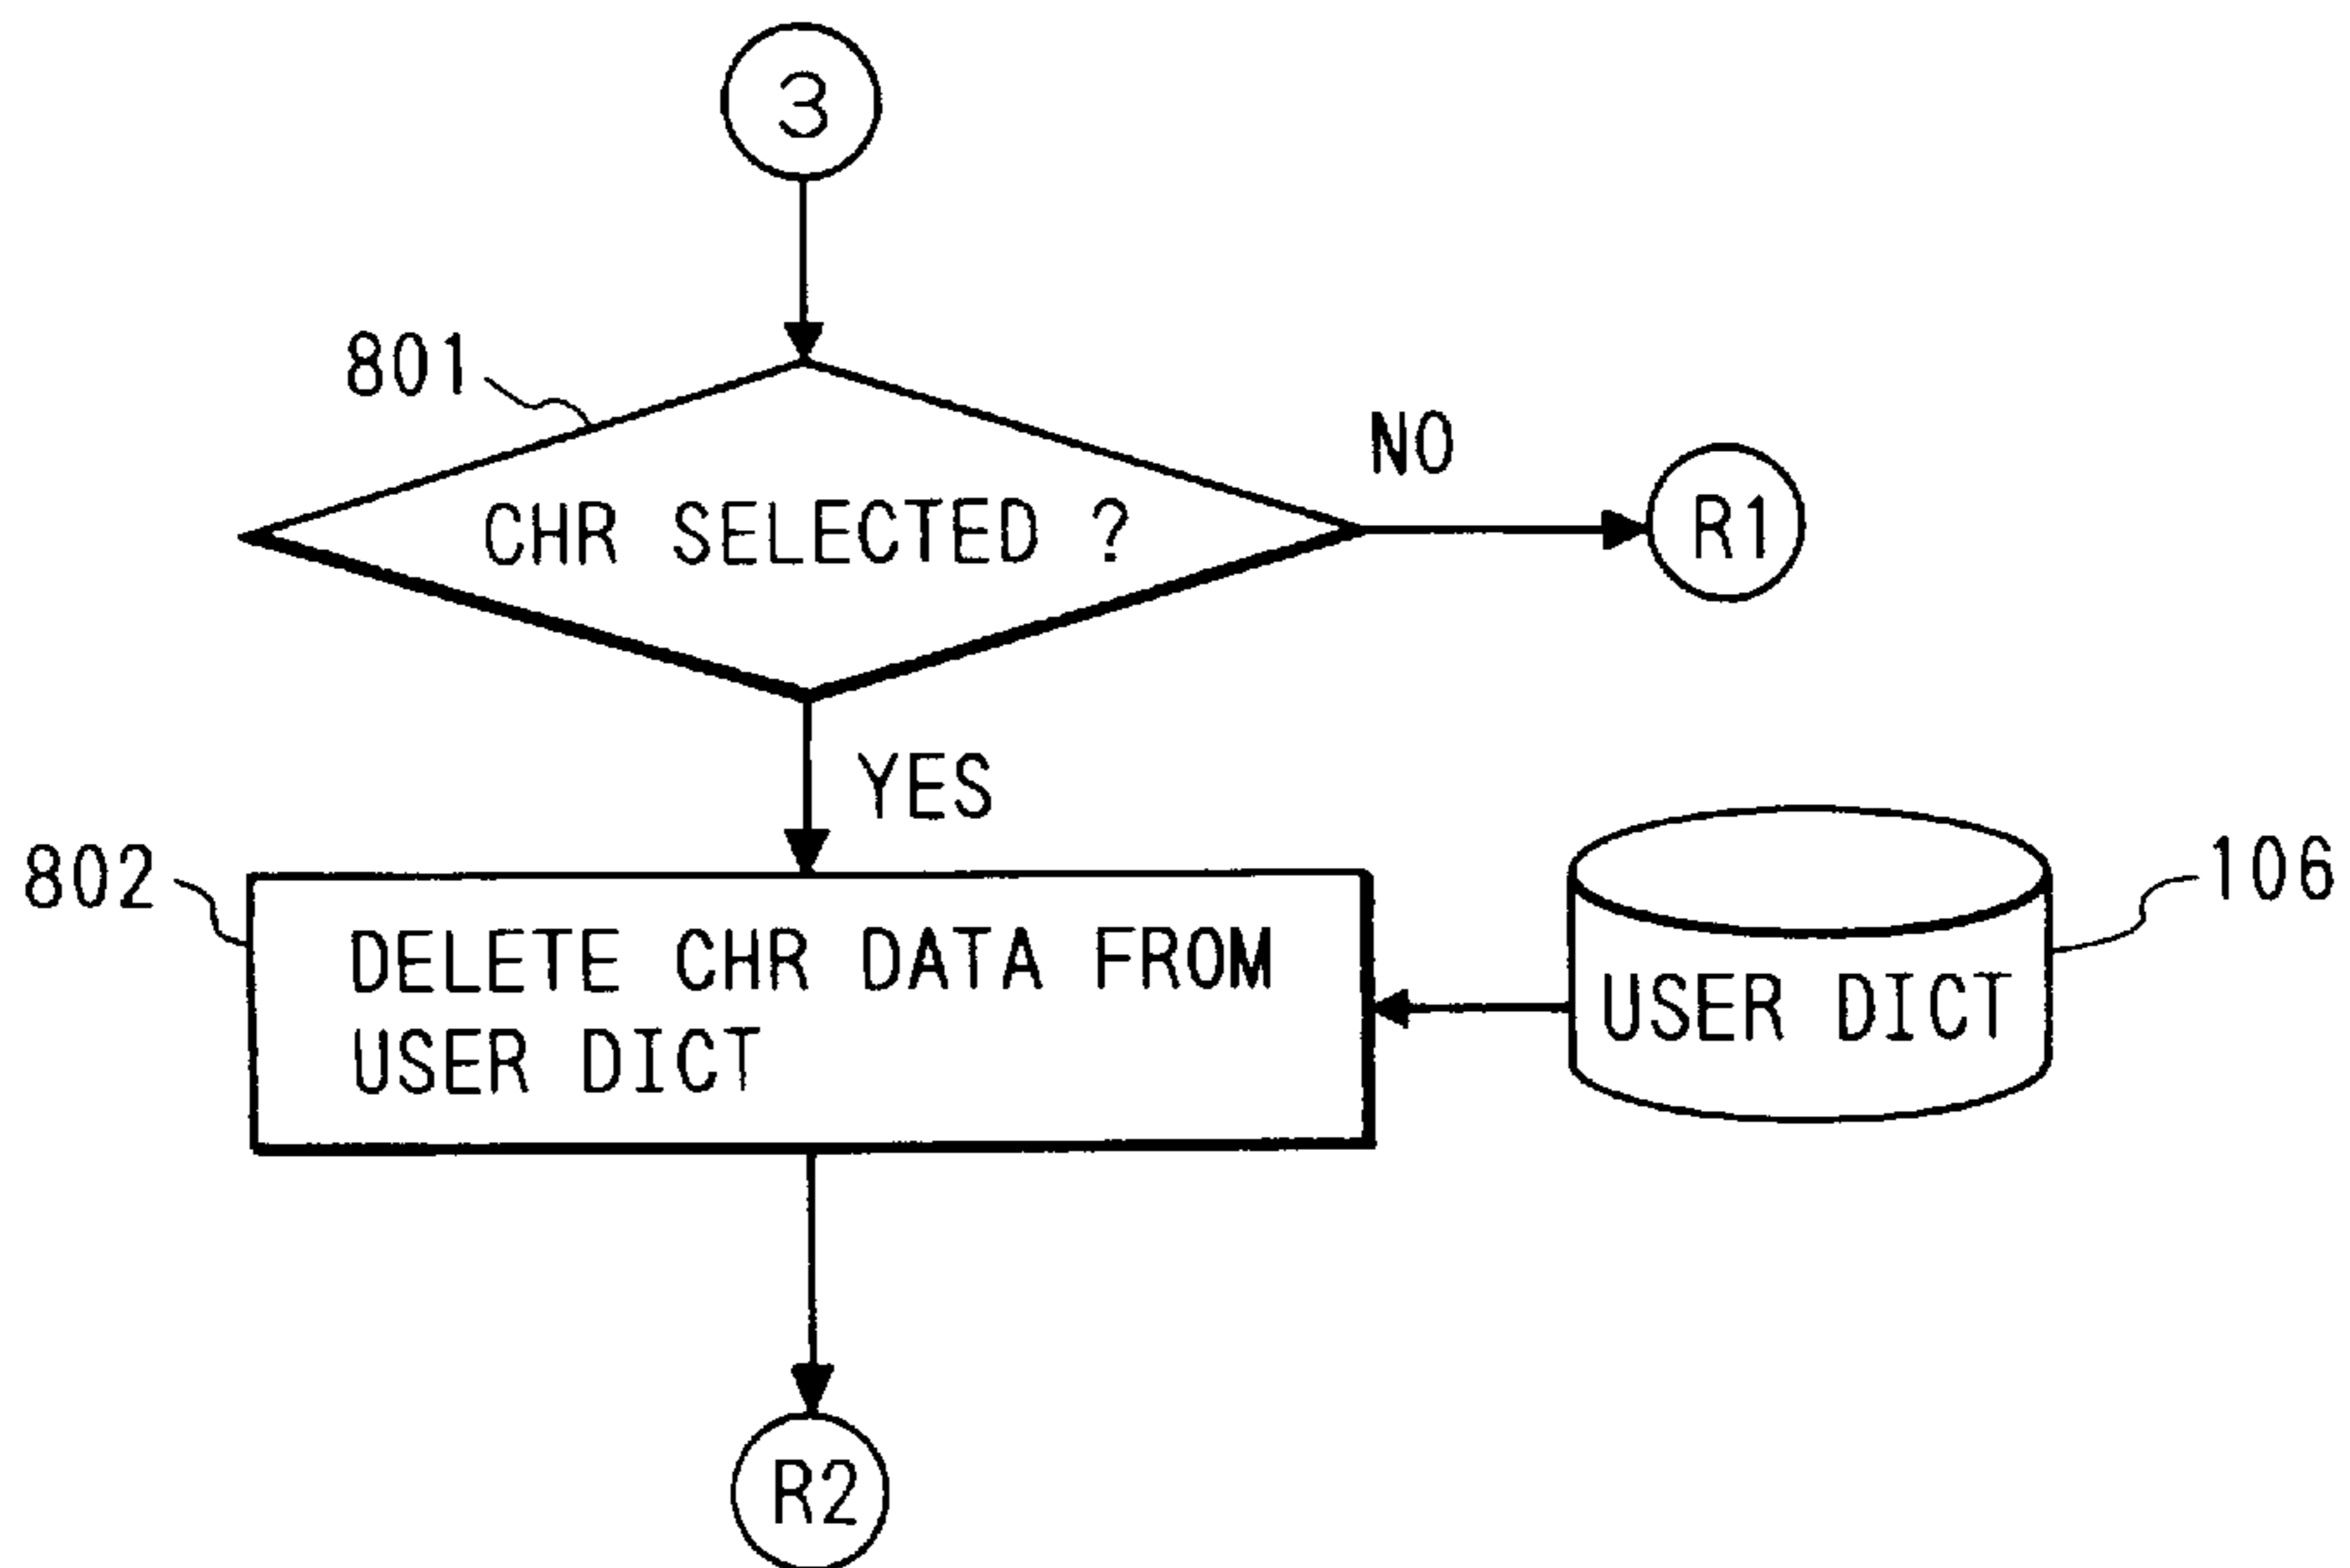 3
801
CHR SELECTED ?
NO
R1
YES
802
DELETE CHR DATA FROM
USER DICT
USER DICT
106
R2